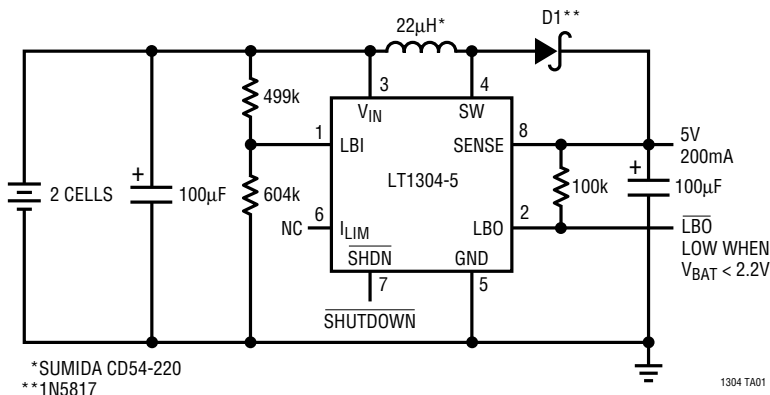 22µH*
D1**
3
4
499k
V_IN
SW
1
LBI
SENSE
8
5V
200mA
LT1304-5
+
2 CELLS
100µF
604k
100k
+
100µF
NC
6
I_LIM
LBO
2
LBO
LOW WHEN
V_BAT < 2.2V
SHDN
GND
7
5
SHUTDOWN
*SUMIDA CD54-220
**1N5817
1304 TA01